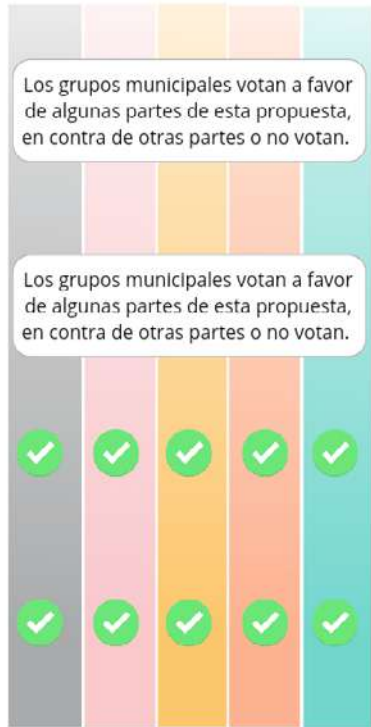 Los grupos municipales votan a favor
de algunas partes de esta propuesta,
en contra de otras partes o no votan.
Los grupos municipales votan a favor
de algunas partes de esta propuesta,
en contra de otras partes o no votan.